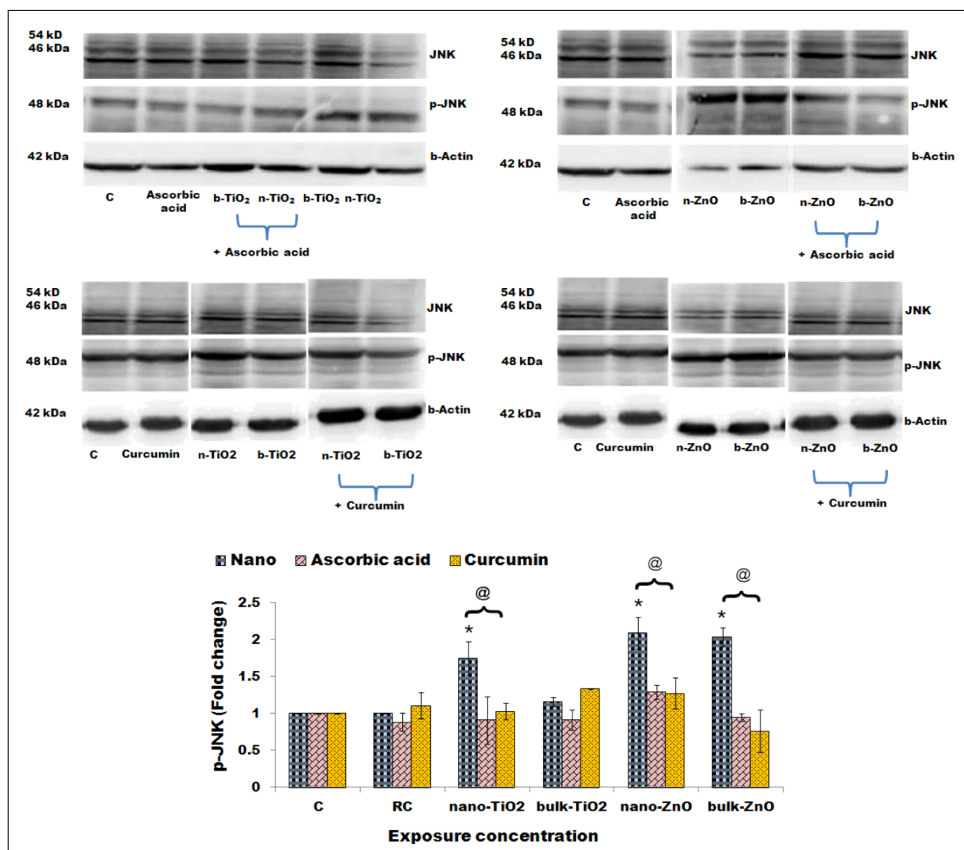 54 kD
46 kDa
JNK
48 kDa
p-JNK
42 kDa
b-Actin
C Ascorbic acid b-TiO₂ n-TiO₂ b-TiO₂ n-TiO₂
+ Ascorbic acid
54 kD
46 kDa
JNK
48 kDa
p-JNK
42 kDa
b-Actin
C Ascorbic acid n-ZnO b-ZnO n-ZnO b-ZnO
+ Ascorbic acid
54 kD
46 kDa
JNK
48 kDa
p-JNK
42 kDa
b-Actin
C Curcumin n-TiO2 b-TiO2 n-TiO2 b-TiO2
+ Curcumin
54 kD
46 kDa
JNK
48 kDa
p-JNK
42 kDa
b-Actin
C Curcumin n-ZnO b-ZnO n-ZnO b-ZnO
+ Curcumin
Nano Ascorbic acid Curcumin
@ @ @
* * *
p-JNK (Fold change)
2.5
2
1.5
1
0.5
0
C RC nano-TiO2 bulk-TiO2 nano-ZnO bulk-ZnO
Exposure concentration